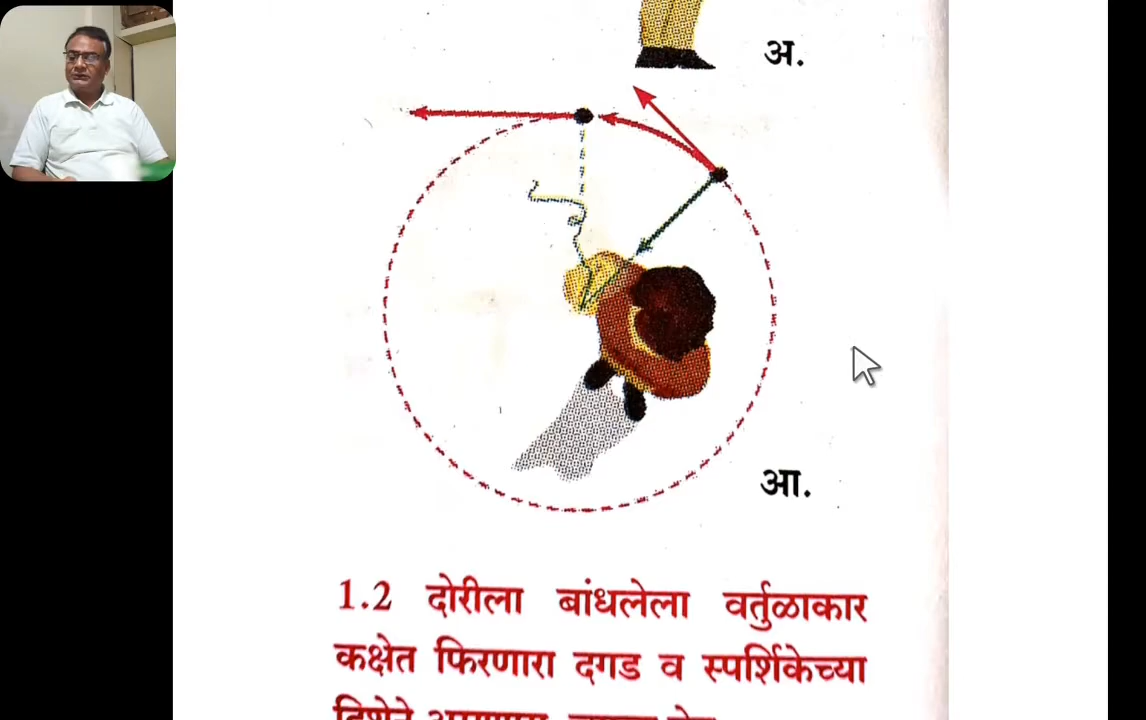 अ.
आ.
1.2 दोरीला बांधलेला वर्तुळाकार
कक्षेत फिरणारा दगड व स्पर्शिकेच्या